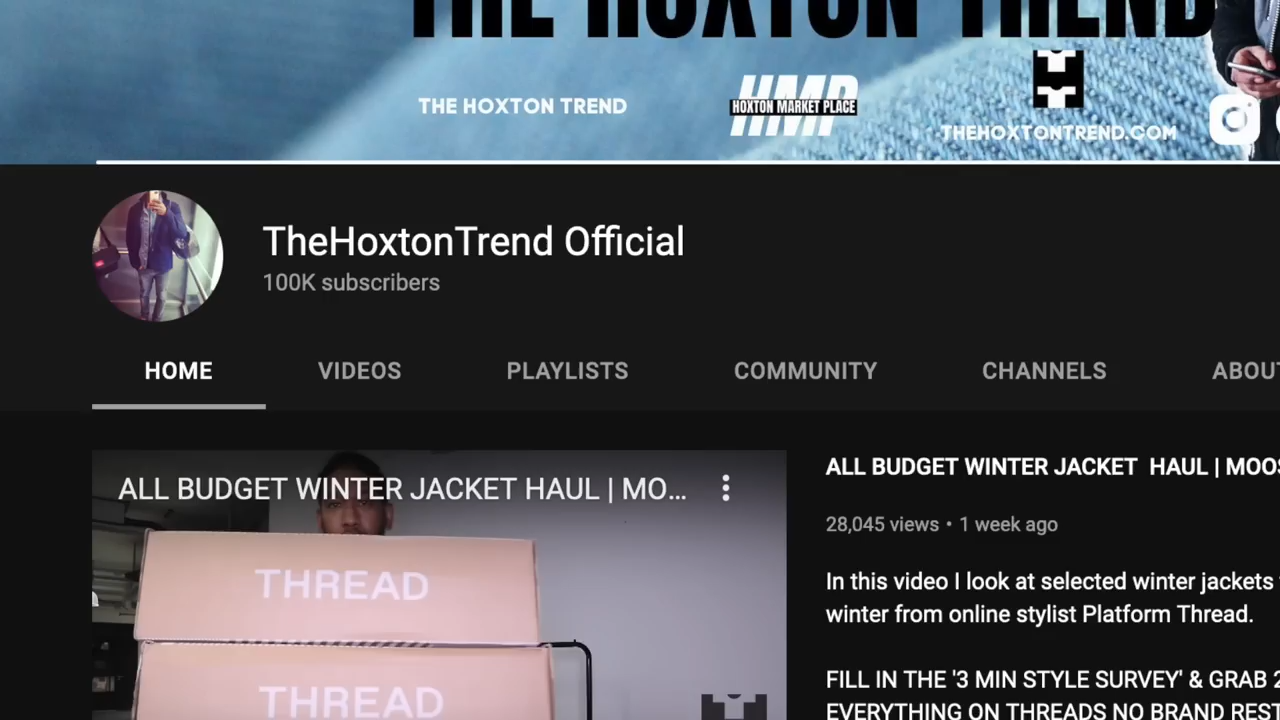 THE HOXTON TREND
THE HOXTON TREND
HMP
HOXTON MARKET PLACE
THEHOXTONTREND.COM
TheHoxtonTrend Official
100K subscribers
HOME
VIDEOS
PLAYLISTS
COMMUNITY
CHANNELS
ABOU
ALL BUDGET WINTER JACKET HAUL | MO...
THREAD
THREAD
ALL BUDGET WINTER JACKET HAUL | MOOS
28,045 views • 1 week ago
In this video I look at selected winter jackets
winter from online stylist Platform Thread.
FILL IN THE '3 MIN STYLE SURVEY' & GRAB 2
EVERYTHING ON THREADS NO BRAND REST